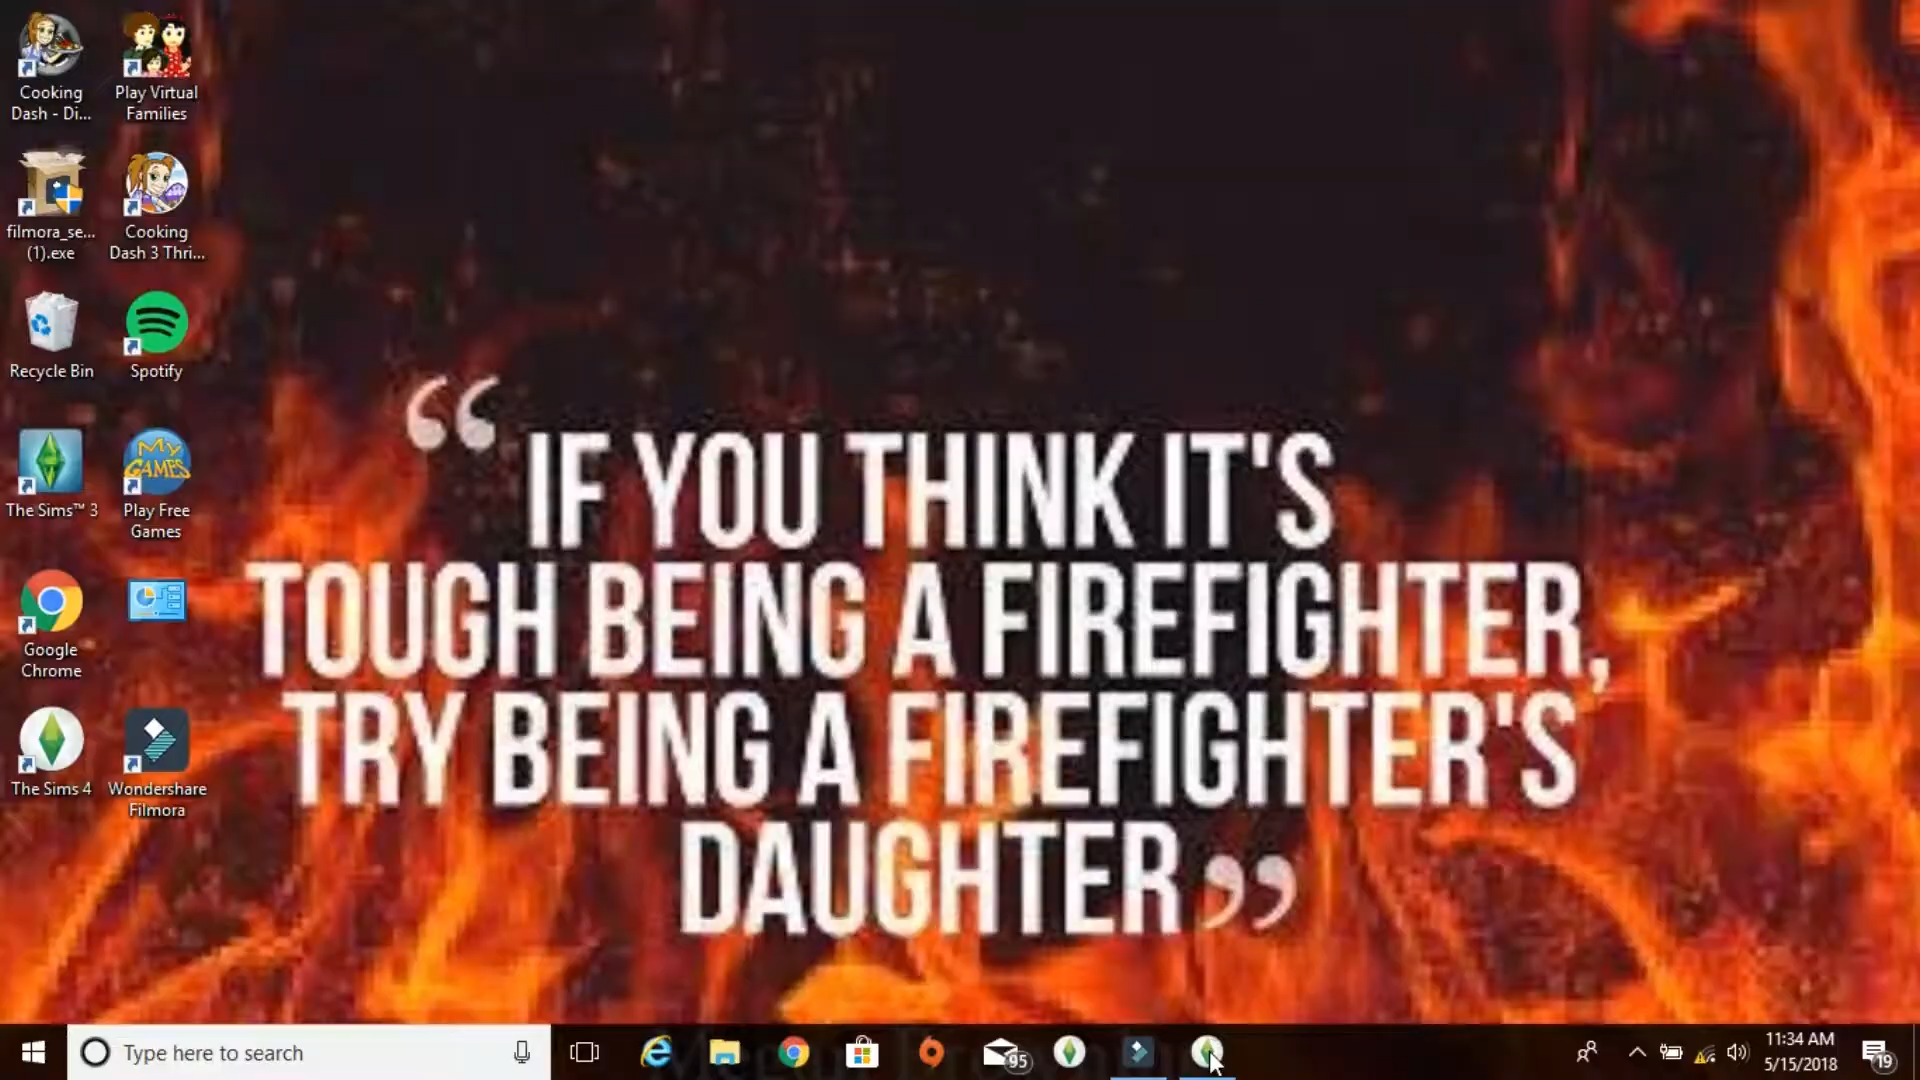 Cooking
Dash - Di...
Play Virtual
Families
filmora_se...
(1).exe
Cooking
Dash 3 Thri...
Recycle Bin
Spotify
The Sims™ 3
MY
GAMES
Play Free
Games
Google
Chrome
The Sims 4
Wondershare
Filmora
“ IF YOU THINK IT'S
TOUGH BEING A FIREFIGHTER,
TRY BEING A FIREFIGHTER'S
DAUGHTER ”
Type here to search
95
11:34 AM
5/15/2018
19